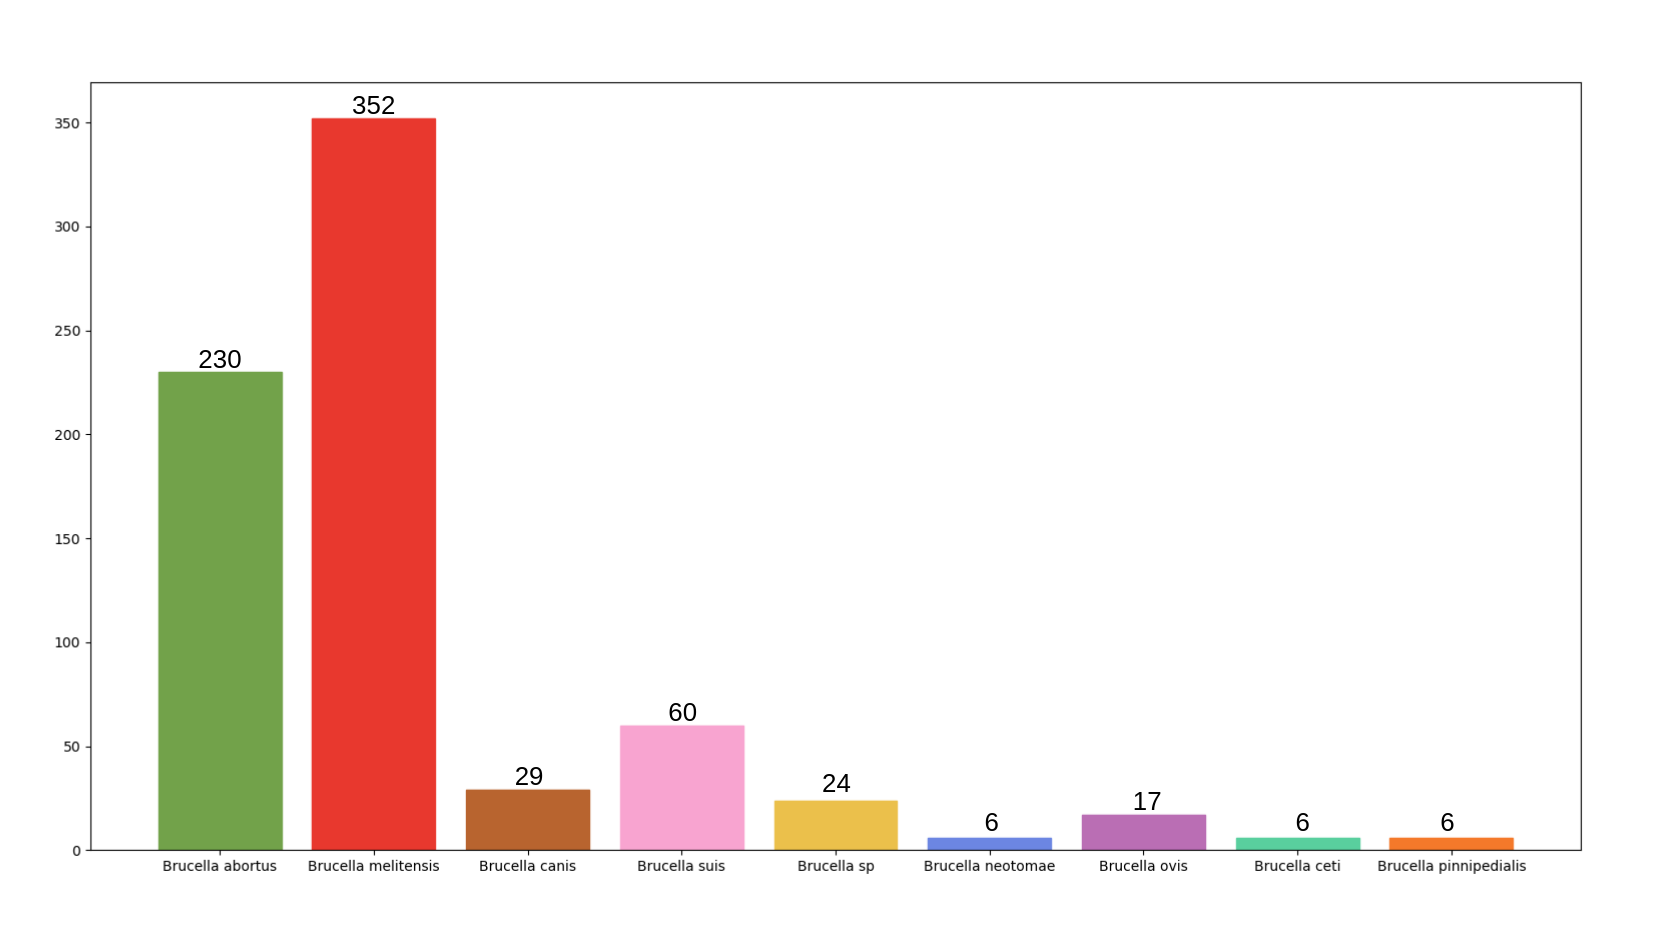 352
350
300
250
230
200
150
100
60
50
29
24
17
6
6
6
0
Brucella abortus
Brucella melitensis
Brucella canis
Brucella suis
Brucella sp
Brucella neotomae
Brucella ovis
Brucella ceti
Brucella pinnipedialis